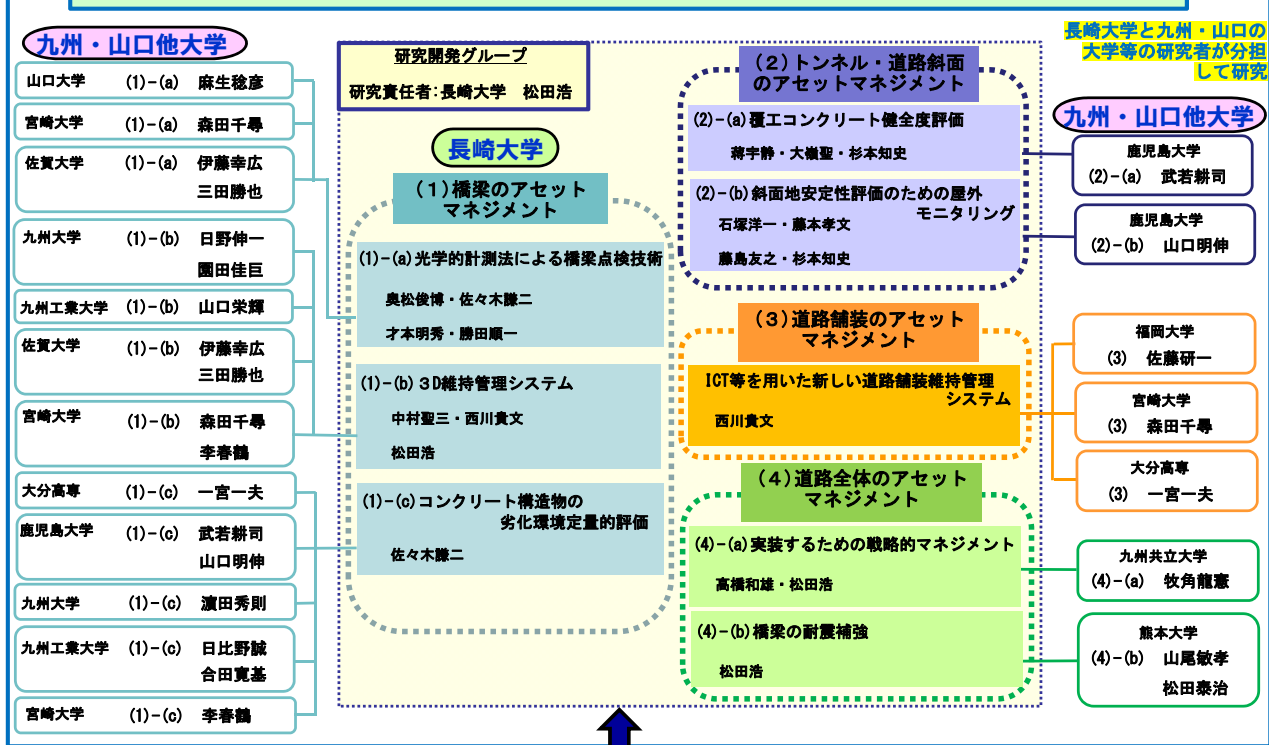 九州・山口他大学
山口大学 (1)-(a) 麻生稔彦
宮崎大学 (1)-(a) 森田千尋
佐賀大学 (1)-(a) 伊藤幸広
三田勝也
九州大学 (1)-(b) 日野伸一
園田佳巨
九州工業大学 (1)-(b) 山口栄輝
佐賀大学 (1)-(b) 伊藤幸広
三田勝也
宮崎大学 (1)-(b) 森田千尋
李春鶴
大分高専 (1)-(c) 一宮一夫
鹿児島大学 (1)-(c) 武若耕司
山口明伸
九州大学 (1)-(c) 濵田秀則
九州工業大学 (1)-(c) 日比野誠
合田寛基
宮崎大学 (1)-(c) 李春鶴
研究開発グループ
研究責任者:長崎大学 松田浩
長崎大学
(1)橋梁のアセット
マネジメント
(1)-(a)光学的計測法による橋梁点検技術
奥松俊博・佐々木謙二
才本明秀・勝田順一
(1)-(b)3D維持管理システム
中村聖三・西川貴文
松田浩
(1)-(c)コンクリート構造物の
劣化環境定量的評価
佐々木謙二
(2)トンネル・道路斜面
のアセットマネジメント
(2)-(a)覆工コンクリート健全度評価
蒋宇静・大嶺聖・杉本知史
(2)-(b)斜面地安定性評価のための屋外
モニタリング
石塚洋一・藤本孝文
藤島友之・杉本知史
(3)道路舗装のアセット
マネジメント
ICT等を用いた新しい道路舗装維持管理
システム
西川貴文
(4)道路全体のアセット
マネジメント
(4)-(a)実装するための戦略的マネジメント
高橋和雄・松田浩
(4)-(b)橋梁の耐震補強
松田浩
長崎大学と九州・山口の
大学等の研究者が分担
して研究
九州・山口他大学
鹿児島大学
(2)-(a) 武若耕司
鹿児島大学
(2)-(b) 山口明伸
福岡大学
(3) 佐藤研一
宮崎大学
(3) 森田千尋
大分高専
(3) 一宮一夫
九州共立大学
(4)-(a) 牧角龍憲
熊本大学
(4)-(b) 山尾敏孝
松田泰治